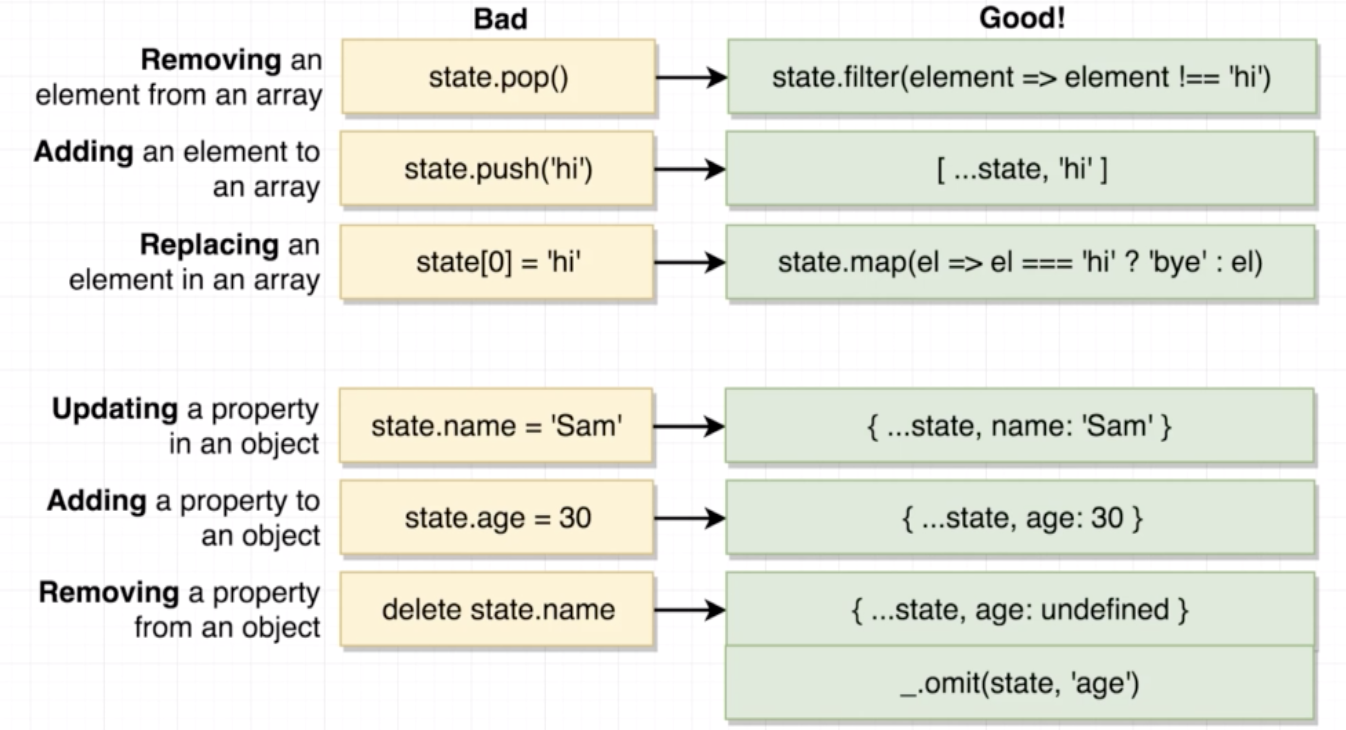 Bad
Good!
Removing an
element from an array
state.pop()
state.filter(element => element !== 'hi')
Adding an element to
an array
state.push('hi')
[ ...state, 'hi' ]
Replacing an
element in an array
state[0] = 'hi'
state.map(el => el === 'hi' ? 'bye' : el)
Updating a property
in an object
state.name = 'Sam'
{ ...state, name: 'Sam' }
Adding a property to
an object
state.age = 30
{ ...state, age: 30 }
Removing a property
from an object
delete state.name
{ ...state, age: undefined }
_.omit(state, 'age')